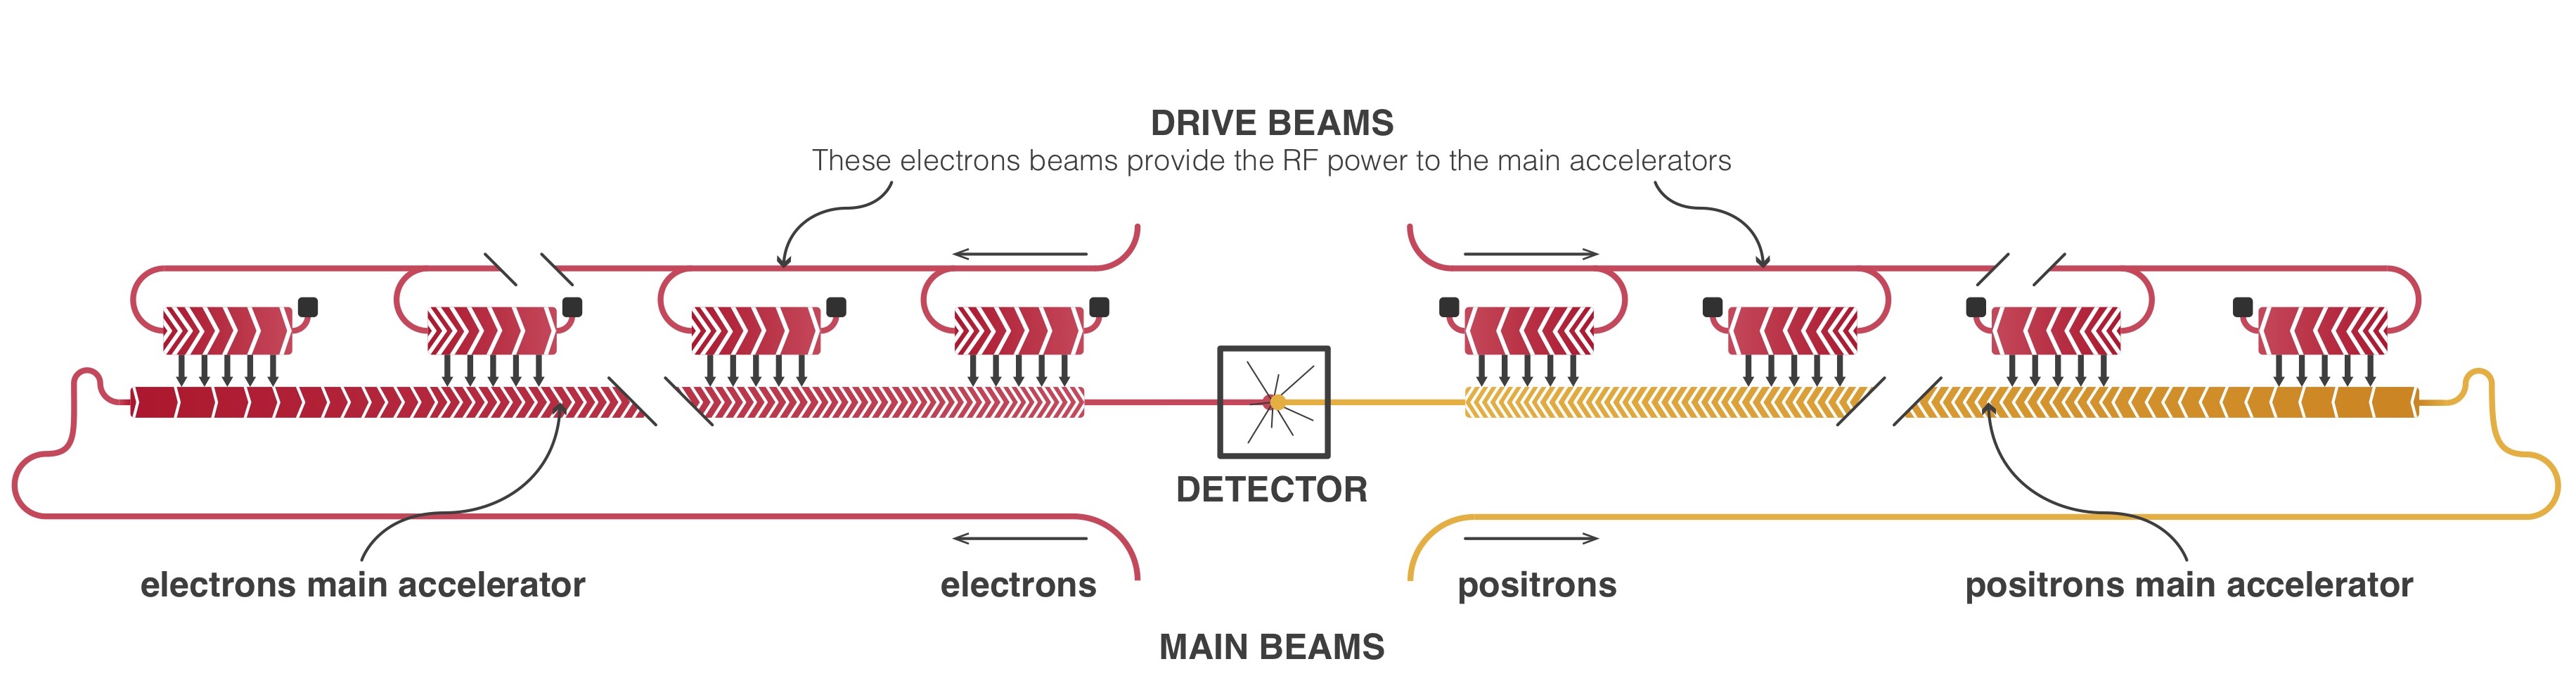 DRIVE BEAMS
These electrons beams provide the RF power to the main accelerators
DETECTOR
electrons main accelerator
electrons
positrons
positrons main accelerator
MAIN BEAMS